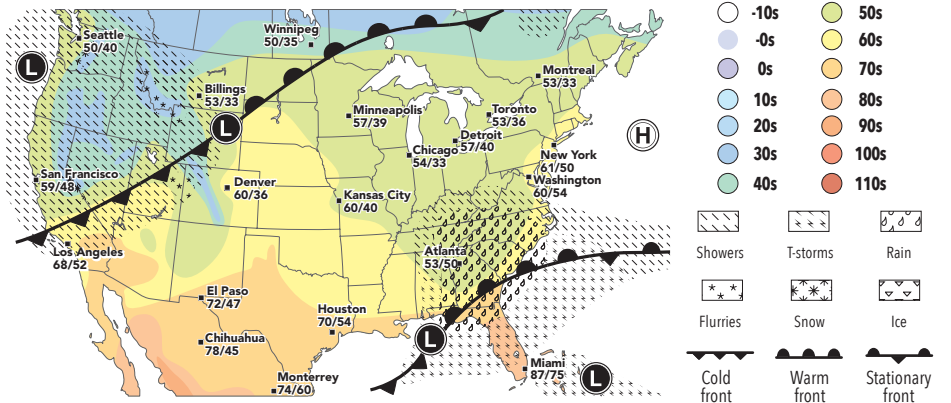 Seattle
50/40
Winnipeg
50/35
L
Billings
53/33
Montreal
53/33
Minneapolis
57/39
Toronto
53/36
L
Detroit
57/40
H
Chicago
54/33
New York
61/50
San Francisco
59/48
Denver
60/36
Kansas City
60/40
Washington
60/54
Los Angeles
68/52
Atlanta
53/50
El Paso
72/47
Houston
70/54
Chihuahua
78/45
L
Miami
87/75
L
Monterrey
74/60
-10s
-0s
0s
10s
20s
30s
40s
50s
60s
70s
80s
90s
100s
110s
Showers
T-storms
Rain
Flurries
Snow
Ice
Cold
front
Warm
front
Stationary
front